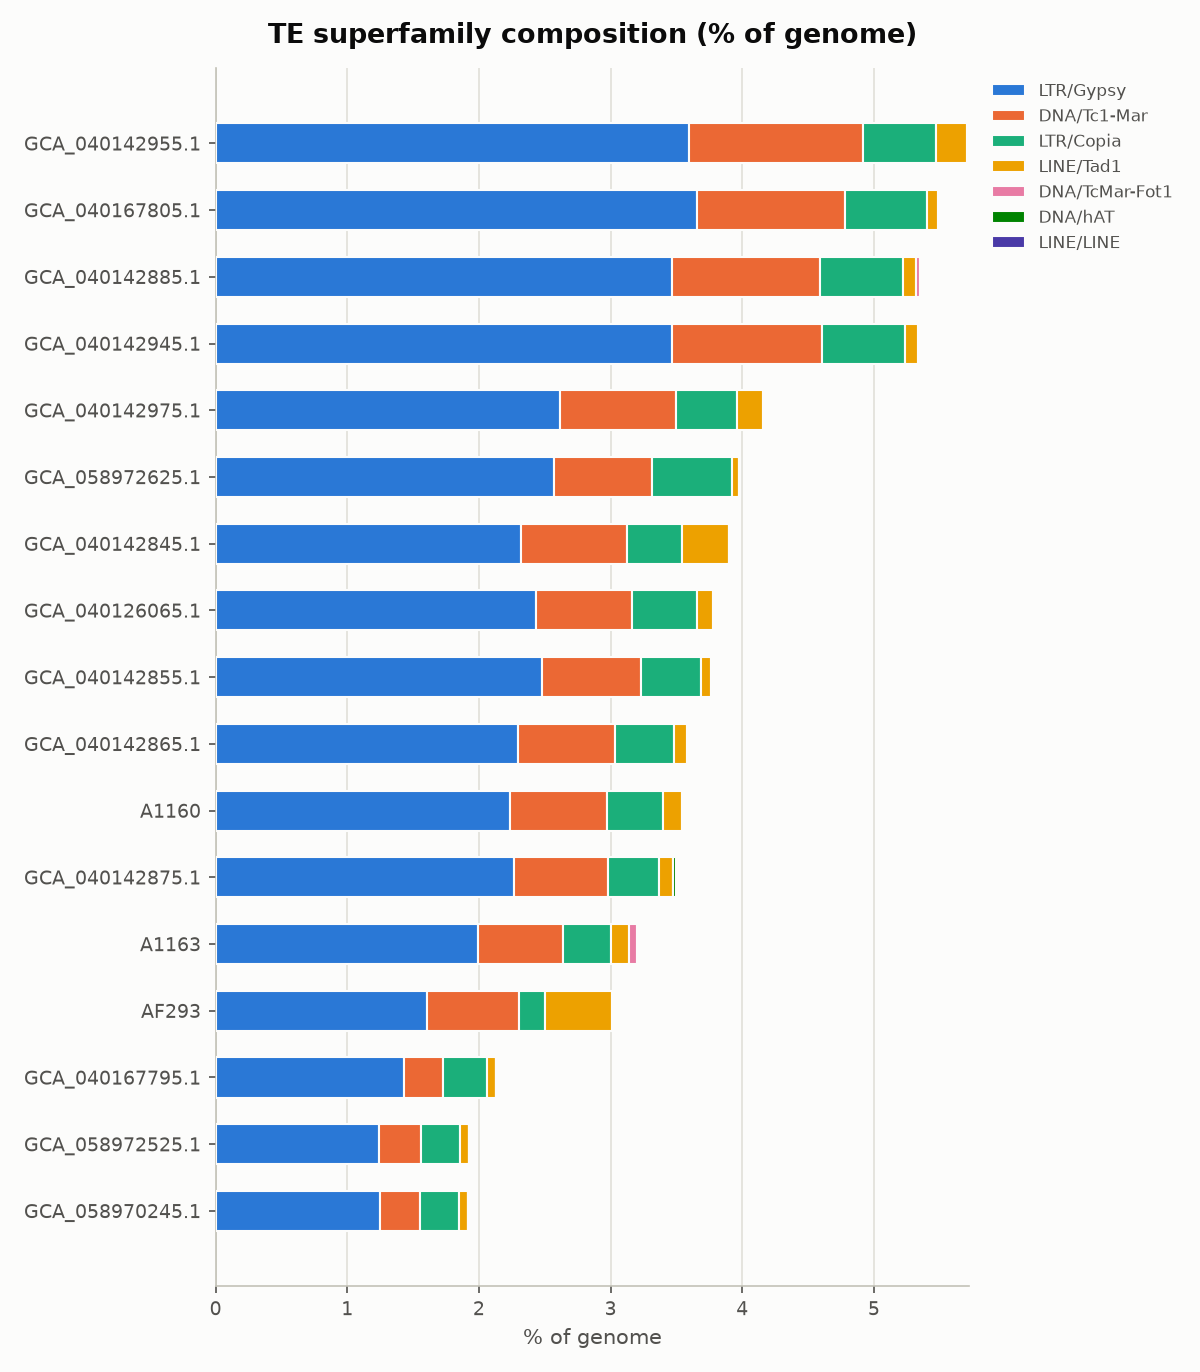 TE superfamily composition (% of genome)
LTR/Gypsy
DNA/Tc1-Mar
LTR/Copia
LINE/Tad1
DNA/TcMar-Fot1
DNA/hAT
LINE/LINE
GCA_040142955.1
GCA_040167805.1
GCA_040142885.1
GCA_040142945.1
GCA_040142975.1
GCA_058972625.1
GCA_040142845.1
GCA_040126065.1
GCA_040142855.1
GCA_040142865.1
A1160
GCA_040142875.1
A1163
AF293
GCA_040167795.1
GCA_058972525.1
GCA_058970245.1
0 1 2 3 4 5
% of genome